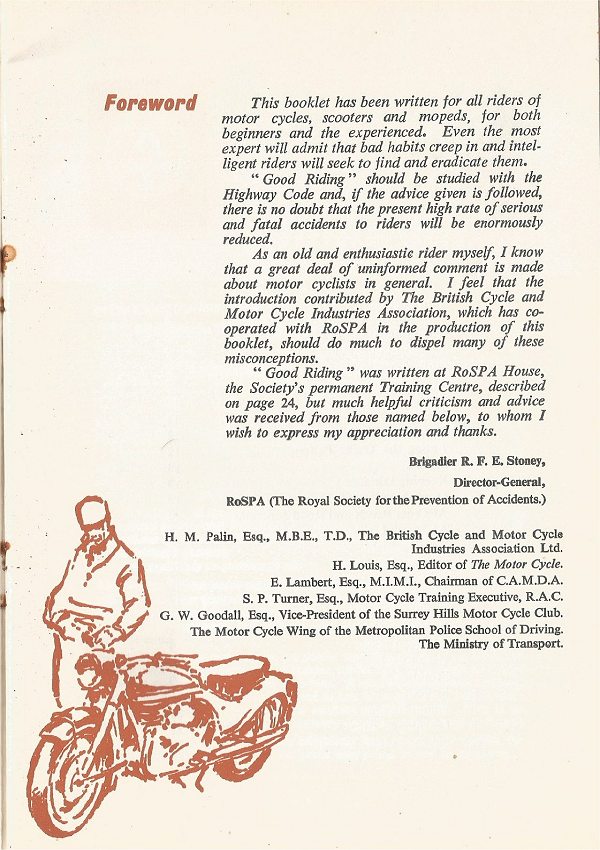 Foreword
This booklet has been written for all riders of
motor cycles, scooters and mopeds, for both
beginners and the experienced. Even the most
expert will admit that bad habits creep in and intel-
ligent riders will seek to find and eradicate them.
" Good Riding " should be studied with the
Highway Code and, if the advice given is followed,
there is no doubt that the present high rate of serious
and fatal accidents to riders will be enormously
reduced.
As an old and enthusiastic rider myself, I know
that a great deal of uninformed comment is made
about motor cyclists in general. I feel that the
introduction contributed by The British Cycle and
Motor Cycle Industries Association, which has co-
operated with RoSPA in the production of this
booklet, should do much to dispel many of these
misconceptions.
" Good Riding " was written at RoSPA House,
the Society's permanent Training Centre, described
on page 24, but much helpful criticism and advice
was received from those named below, to whom I
wish to express my appreciation and thanks.
Brigadier R. F. E. Stoney,
Director-General,
RoSPA (The Royal Society for the Prevention of Accidents.)
H. M. Palin, Esq., M.B.E., T.D., The British Cycle and Motor Cycle
Industries Association Ltd.
H. Louis, Esq., Editor of The Motor Cycle.
E. Lambert, Esq., M.I.M.I., Chairman of C.A.M.D.A.
S. P. Turner, Esq., Motor Cycle Training Executive, R.A.C.
G. W. Goodall, Esq., Vice-President of the Surrey Hills Motor Cycle Club.
The Motor Cycle Wing of the Metropolitan Police School of Driving.
The Ministry of Transport.